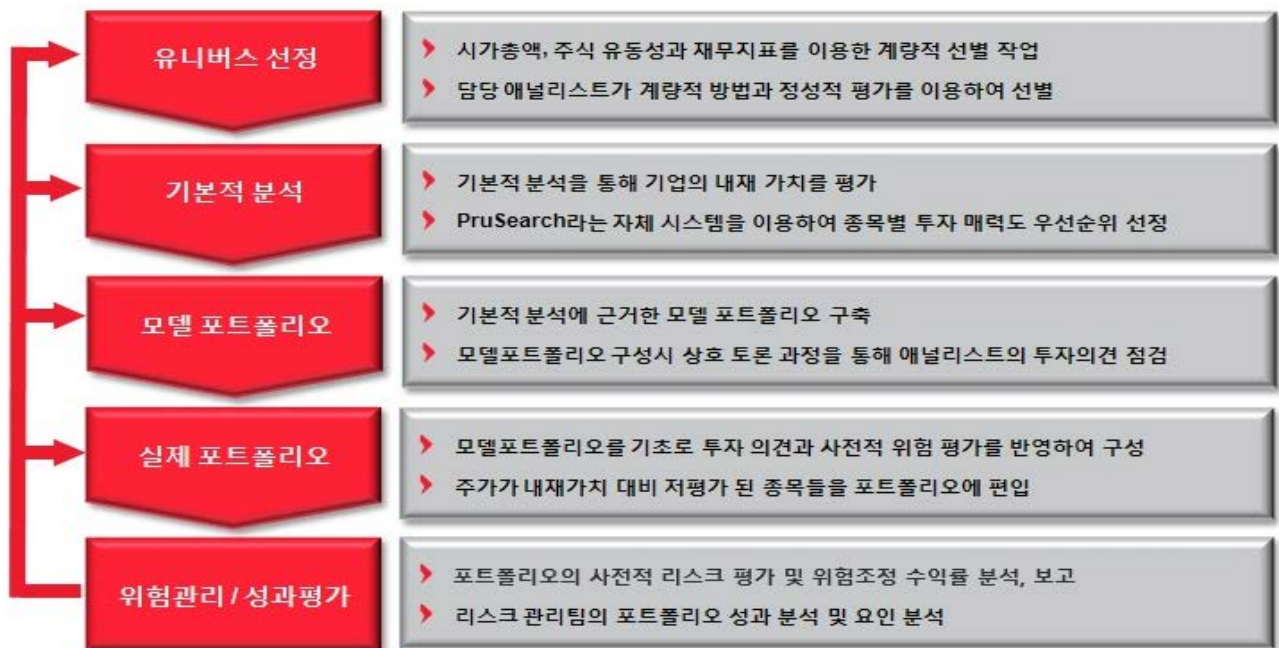 유니버스 선정
시가총액, 주식 유동성과 재무지표를 이용한 계량적 선별 작업
담당 애널리스트가 계량적 방법과 정성적 평가를 이용하여 선별
기본적 분석
기본적 분석을 통해 기업의 내재 가치를 평가
PruSearch라는 자체 시스템을 이용하여 종목별 투자 매력도 우선순위 선정
모델 포트폴리오
기본적 분석에 근거한 모델 포트폴리오 구축
모델포트폴리오 구성시 상호 토론 과정을 통해 애널리스트의 투자의견 점검
실제 포트폴리오
모델포트폴리오를 기초로 투자 의견과 사전적 위험 평가를 반영하여 구성
주가가 내재가치 대비 저평가 된 종목들을 포트폴리오에 편입
위험관리 / 성과평가
포트폴리오의 사전적 리스크 평가 및 위험조정 수익률 분석, 보고
리스크 관리팀의 포트폴리오 성과 분석 및 요인 분석